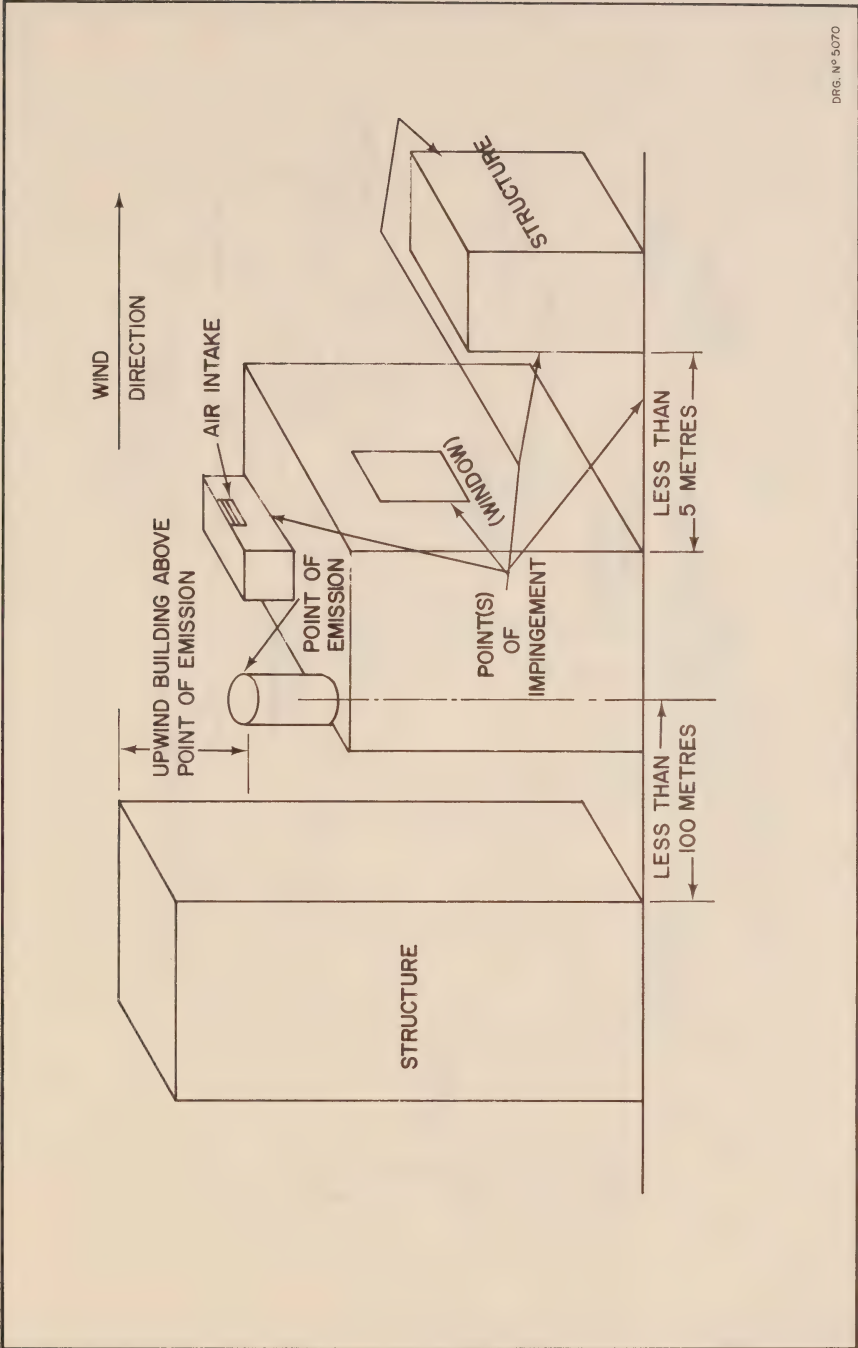 WIND
DIRECTION
AIR INTAKE
UPWIND BUILDING ABOVE
POINT OF EMISSION
POINT OF
EMISSION
(WINDOW)
STRUCTURE
STRUCTURE
POINT(S)
OF
IMPINGEMENT
LESS THAN
100 METRES
LESS THAN
5 METRES
DRG. Nº 5070